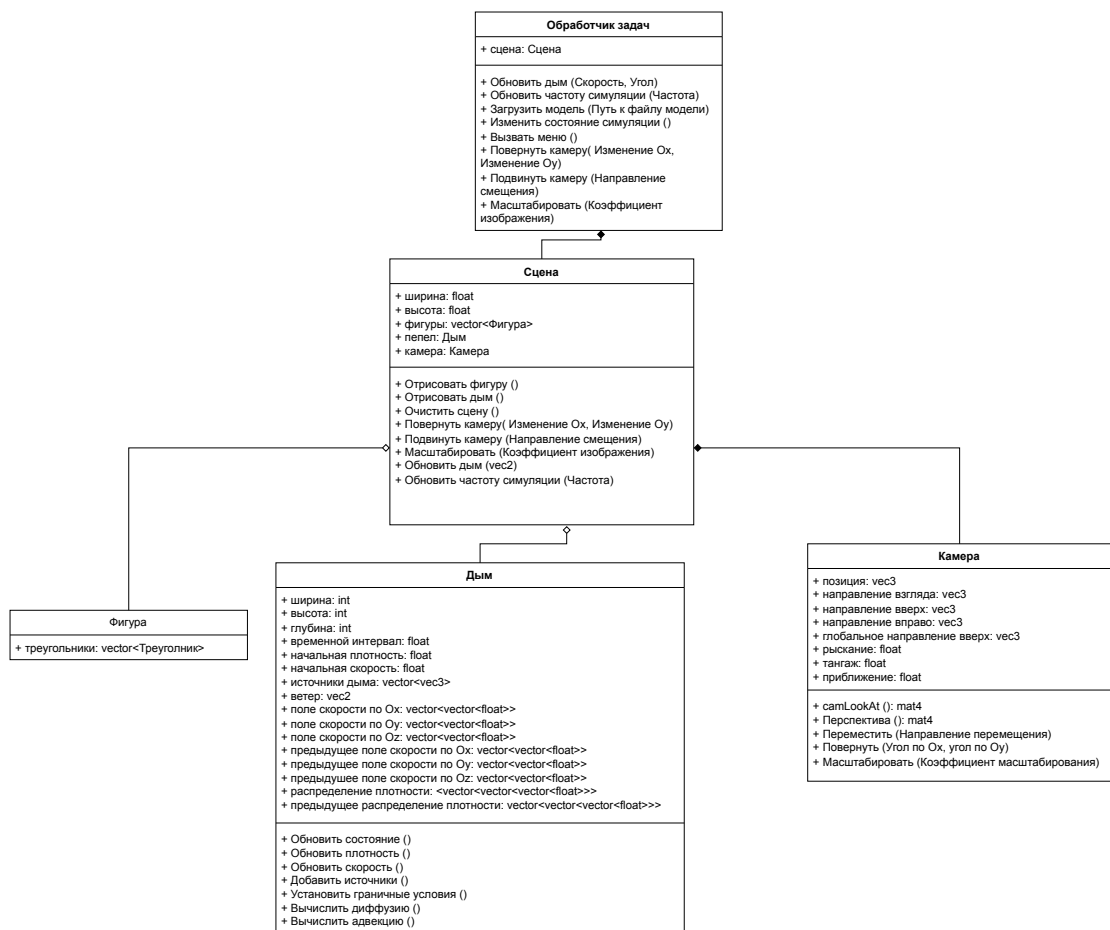 Обработчик задач
+ сцена: Сцена
+ Обновить дым (Скорость, Угол)
+ Обновить частоту симуляции (Частота)
+ Загрузить модель (Путь к файлу модели)
+ Изменить состояние симуляции ()
+ Вызвать меню ()
+ Повернуть камеру( Изменение Ox,
Изменение Oy)
+ Подвинуть камеру (Направление
смещения)
+ Масштабировать (Коэффициент
изображения)
Сцена
+ ширина: float
+ высота: float
+ фигуры: vector<Фигура>
+ пепел: Дым
+ камера: Камера
+ Отрисовать фигуру ()
+ Отрисовать дым ()
+ Очистить сцену ()
+ Повернуть камеру( Изменение Ox, Изменение Oy)
+ Подвинуть камеру (Направление смещения)
+ Масштабировать (Коэффициент изображения)
+ Обновить дым (vec2)
+ Обновить частоту симуляции (Частота)
Фигура
+ треугольники: vector<Треуголник>
Дым
+ ширина: int
+ высота: int
+ глубина: int
+ временной интервал: float
+ начальная плотность: float
+ начальная скорость: float
+ источники дыма: vector<vec3>
+ ветер: vec2
+ поле скорости по Ox: vector<vector<float>>
+ поле скорости по Oy: vector<vector<float>>
+ поле скорости по Oz: vector<vector<float>>
+ предыдущее поле скорости по Ox: vector<vector<float>>
+ предыдущее поле скорости по Oy: vector<vector<float>>
+ предыдущее поле скорости по Oz: vector<vector<float>>
+ распределение плотности: <vector<vector<float>>>
+ предыдущее распределение плотности: vector<vector<vector<float>>>
+ Обновить состояние ()
+ Обновить плотность ()
+ Обновить скорость ()
+ Добавить источники ()
+ Установить граничные условия ()
+ Вычислить диффузию ()
+ Вычислить адвекцию ()
Камера
+ позиция: vec3
+ направление взгляда: vec3
+ направление вверх: vec3
+ направление вправо: vec3
+ глобальное направление вверх: vec3
+ рыскание: float
+ тангаж: float
+ приближение: float
+ camLookAt (): mat4
+ Перспектива (): mat4
+ Переместить (Направление перемещения)
+ Повернуть (Угол по Ox, угол по Oy)
+ Масштабировать (Коэффициент масштабирования)